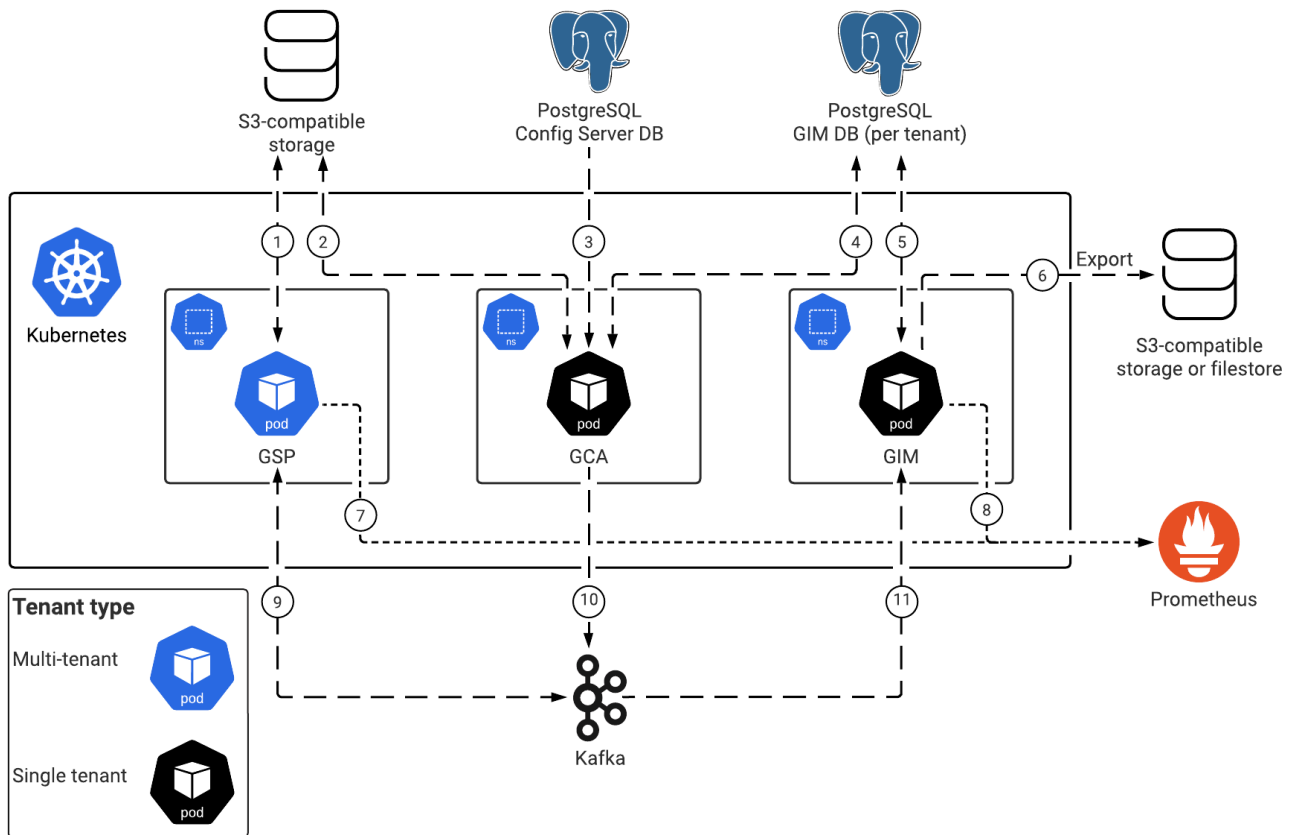 S3-compatible
storage
PostgreSQL
Config Server DB
PostgreSQL
GIM DB (per tenant)
1
2
3
4
5
6
Export
Kubernetes
ns
ns
ns
S3-compatible
storage or filestore
pod
pod
pod
GSP
GCA
GIM
7
8
Prometheus
9
10
11
Tenant type
Multi-tenant
pod
Single tenant
pod
Kafka